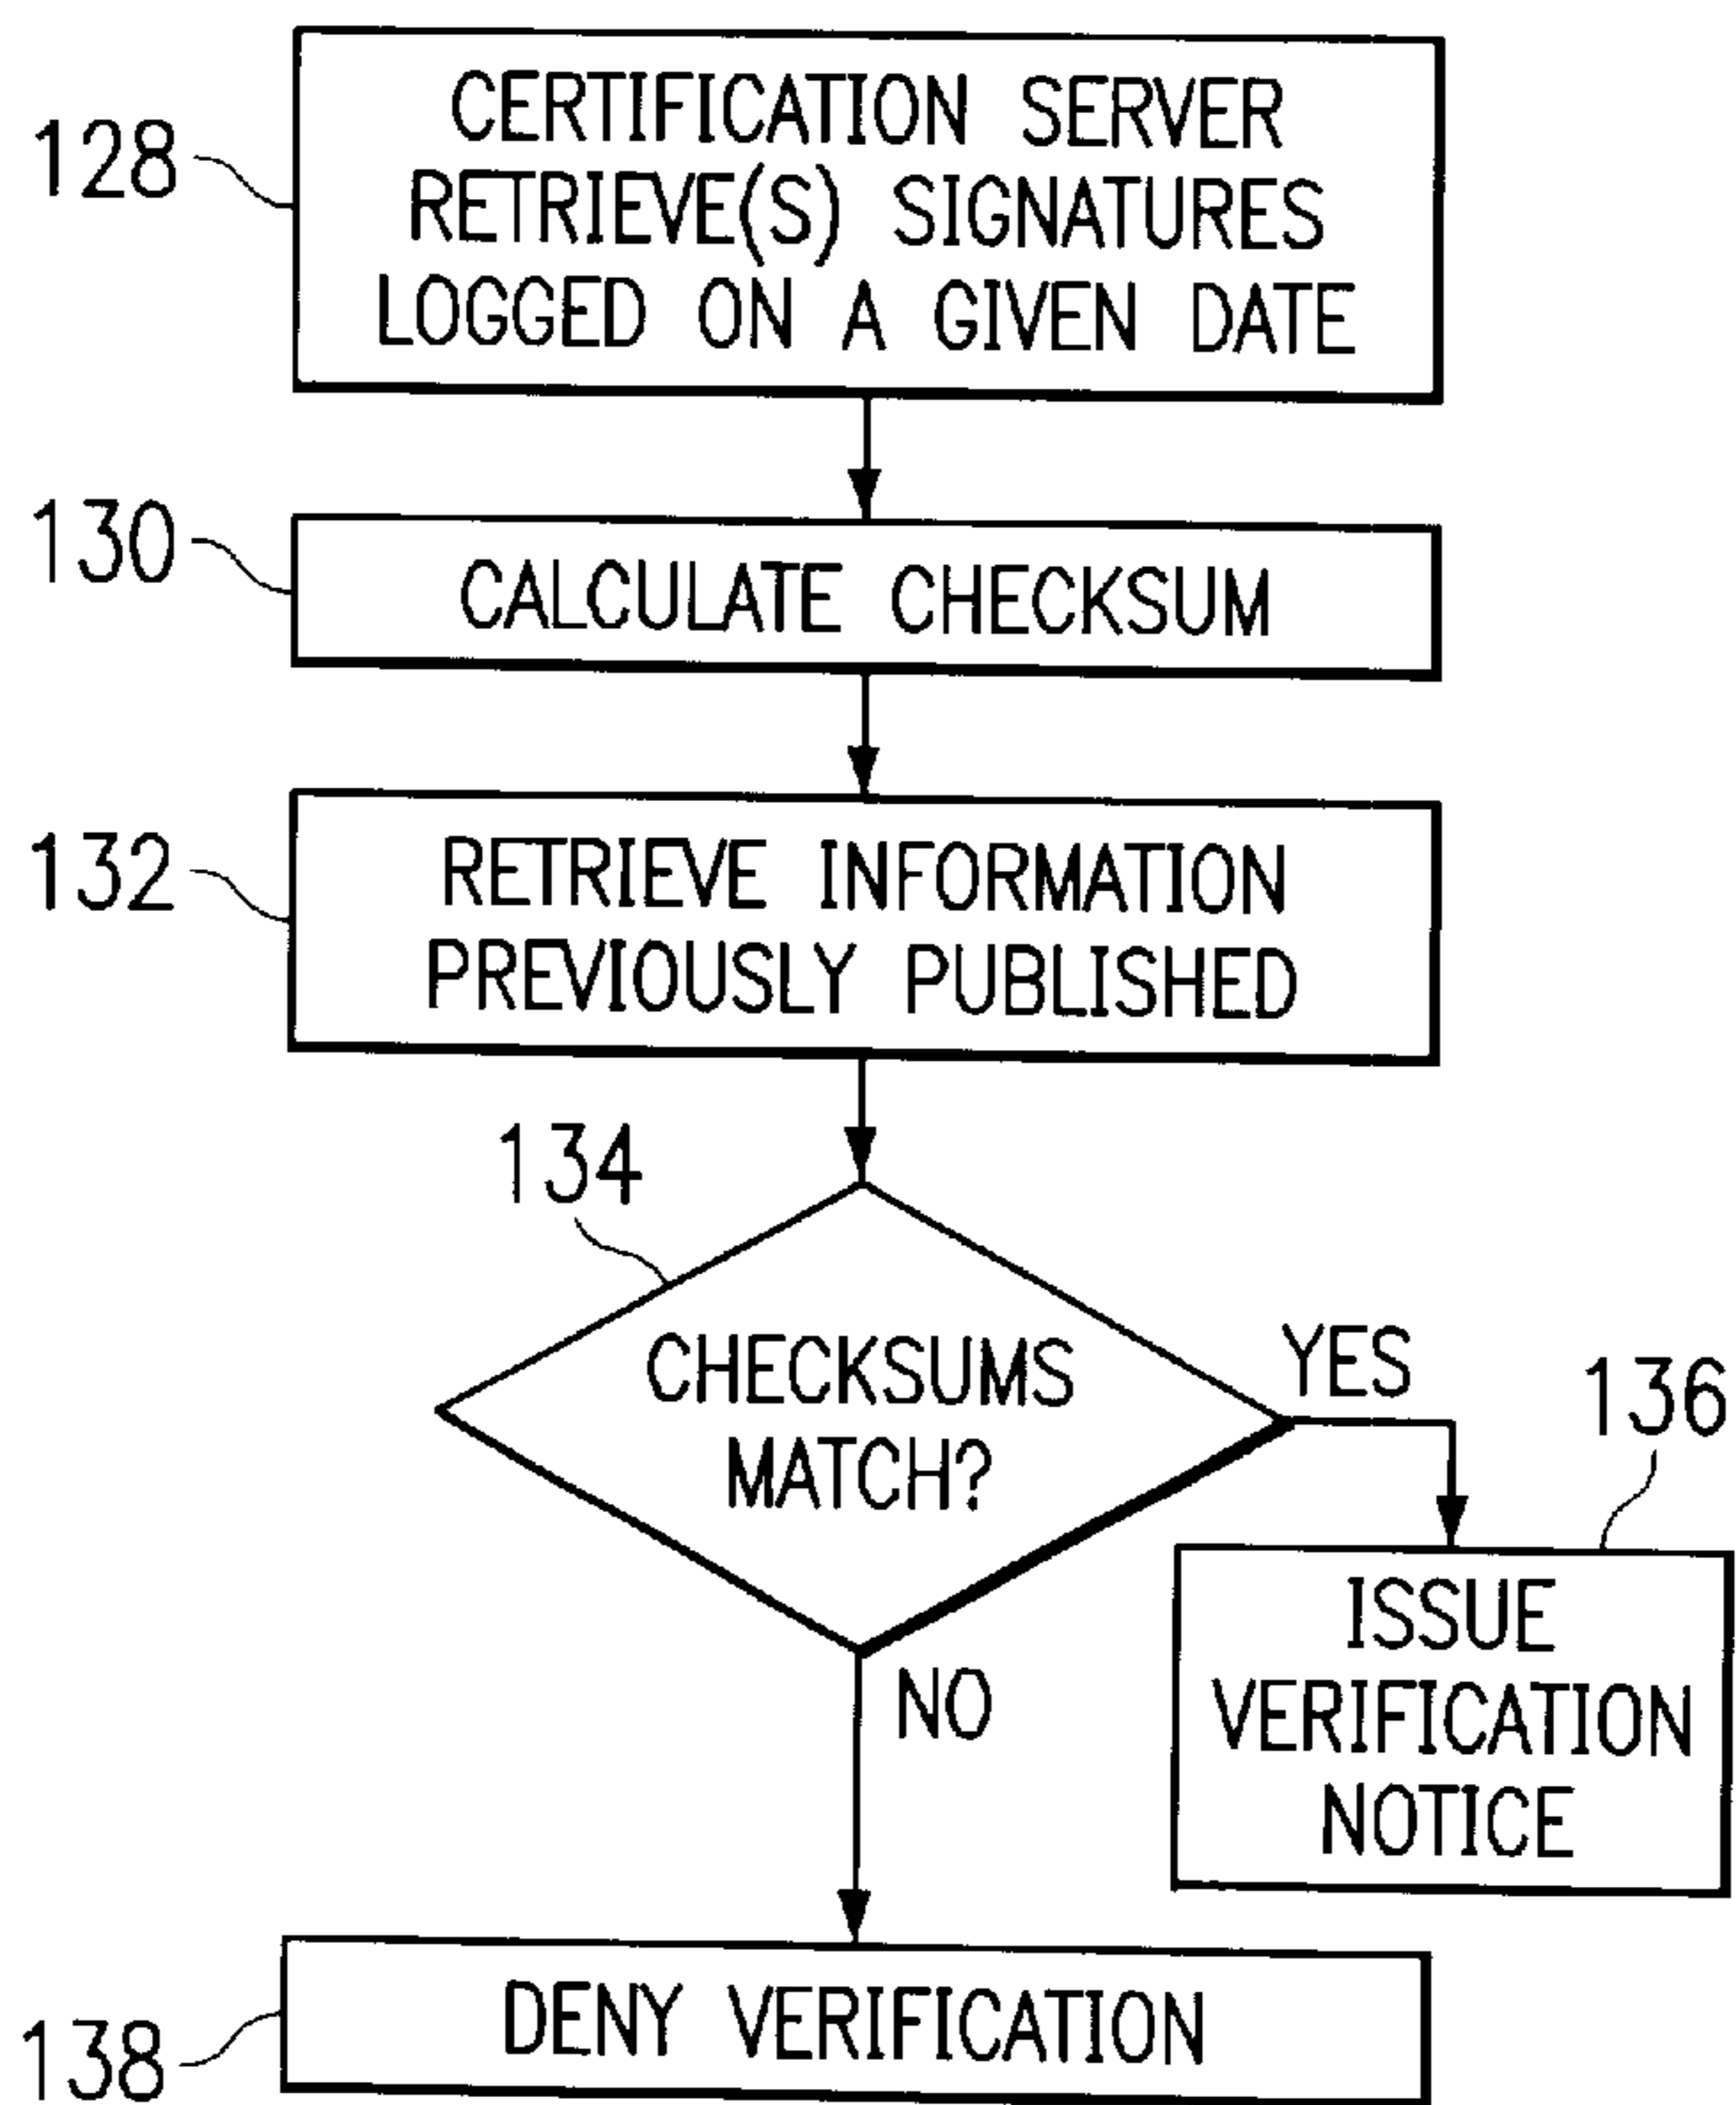 128
CERTIFICATION SERVER
RETRIEVE(S) SIGNATURES
LOGGED ON A GIVEN DATE
130
CALCULATE CHECKSUM
132
RETRIEVE INFORMATION
PREVIOUSLY PUBLISHED
134
CHECKSUMS
MATCH?
YES
136
ISSUE
VERIFICATION
NOTICE
NO
138
DENY VERIFICATION